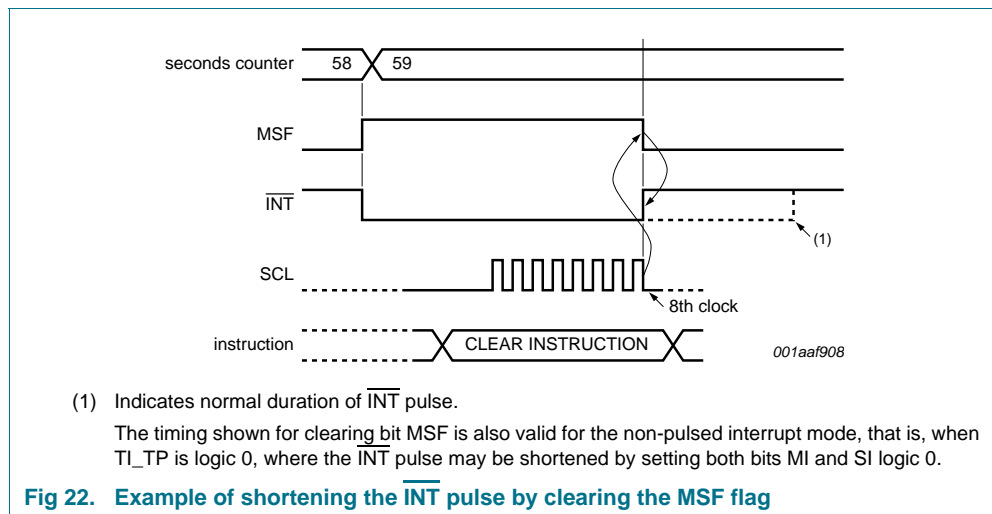 seconds counter 58 59
MSF
INT
(1)
SCL
8th clock
instruction CLEAR INSTRUCTION
001aaf908
(1) Indicates normal duration of INT pulse.
The timing shown for clearing bit MSF is also valid for the non-pulsed interrupt mode, that is, when
TI_TP is logic 0, where the INT pulse may be shortened by setting both bits MI and SI logic 0.
Fig 22. Example of shortening the INT pulse by clearing the MSF flag